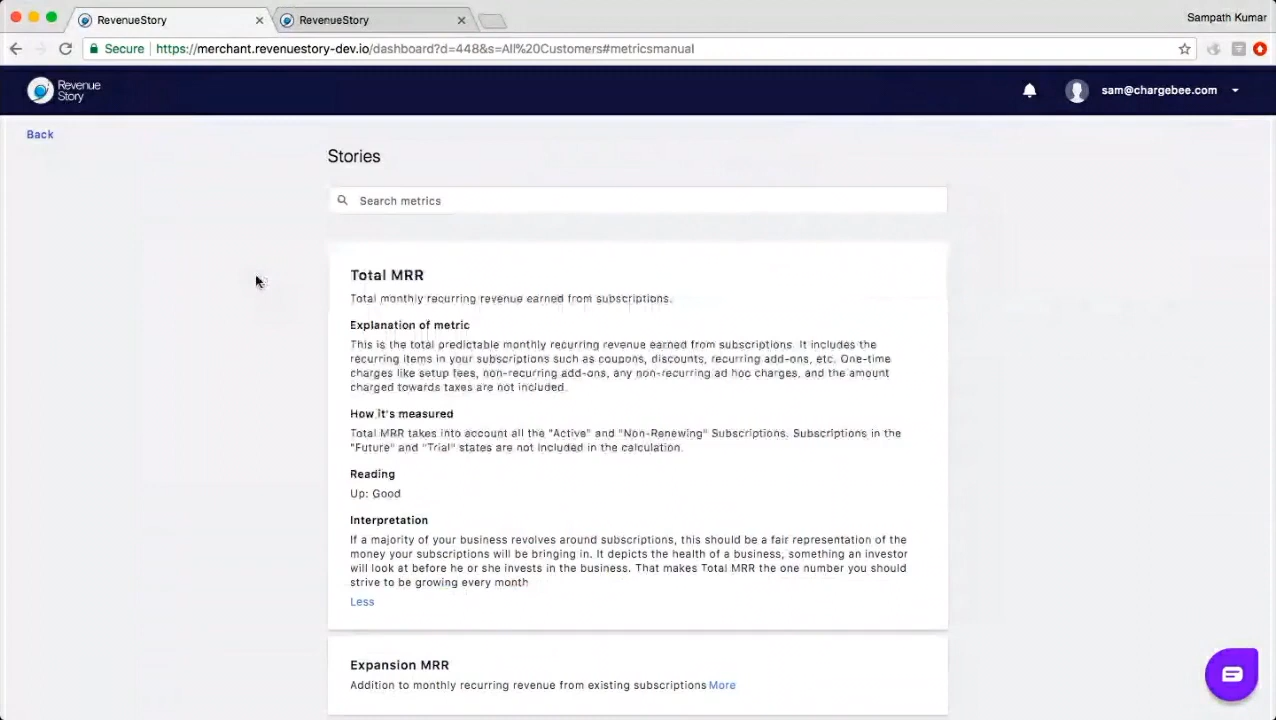 RevenueStory
RevenueStory
Sampath Kumar
Secure https://merchant.revenuestory-dev.io/dashboard?d=448&s=All%20Customers#metricsmanual
Revenue
Story
sam@chargebee.com
Back
Stories
Search metrics
Total MRR
Total monthly recurring revenue earned from subscriptions.
Explanation of metric
This is the total predictable monthly recurring revenue earned from subscriptions. It includes the
recurring items in your subscriptions such as coupons, discounts, recurring add-ons, etc. One-time
charges like setup fees, non-recurring add-ons, any non-recurring ad hoc charges, and the amount
charged towards taxes are not included.
How it's measured
Total MRR takes into account all the "Active" and "Non-Renewing" Subscriptions. Subscriptions in the
"Future" and "Trial" states are not included in the calculation.
Reading
Up: Good
Interpretation
If a majority of your business revolves around subscriptions, this should be a fair representation of the
money your subscriptions will be bringing in. It depicts the health of a business, something an investor
will look at before he or she invests in the business. That makes Total MRR the one number you should
strive to be growing every month
Less
Expansion MRR
Addition to monthly recurring revenue from existing subscriptions More